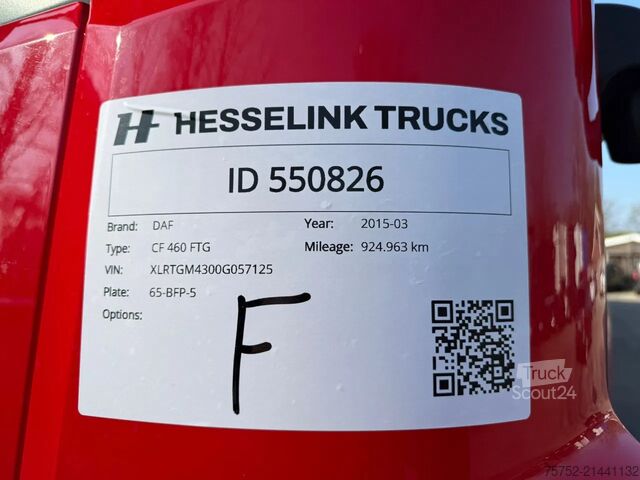 HESSELINK TRUCKS
ID 550826
Brand: DAF Year: 2015-03
Type: CF 460 FTG Mileage: 924.963 km
VIN: XLRTGM4300G057125
Plate: 65-BFP-5
Options:
F
Truck
Scout24
75752-21441132